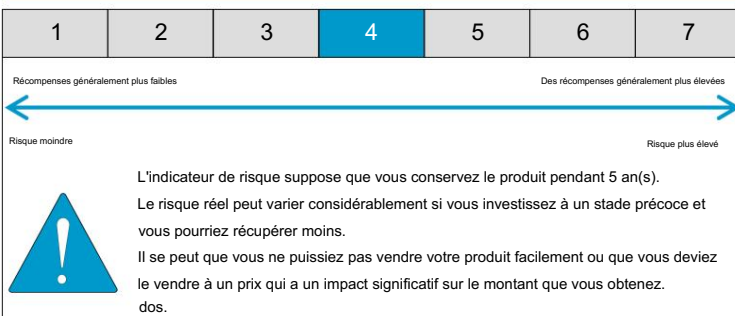 1 2 3 4 5 6 7
Récompenses généralement plus faibles Des récompenses généralement plus élevées
Risque moindre Risque plus élevé
L'indicateur de risque suppose que vous conservez le produit pendant 5 an(s).
Le risque réel peut varier considérablement si vous investissez à un stade précoce et
vous pourriez récupérer moins.
Il se peut que vous ne puissiez pas vendre votre produit facilement ou que vous deviez
le vendre à un prix qui a un impact significatif sur le montant que vous obtenez.
dos.